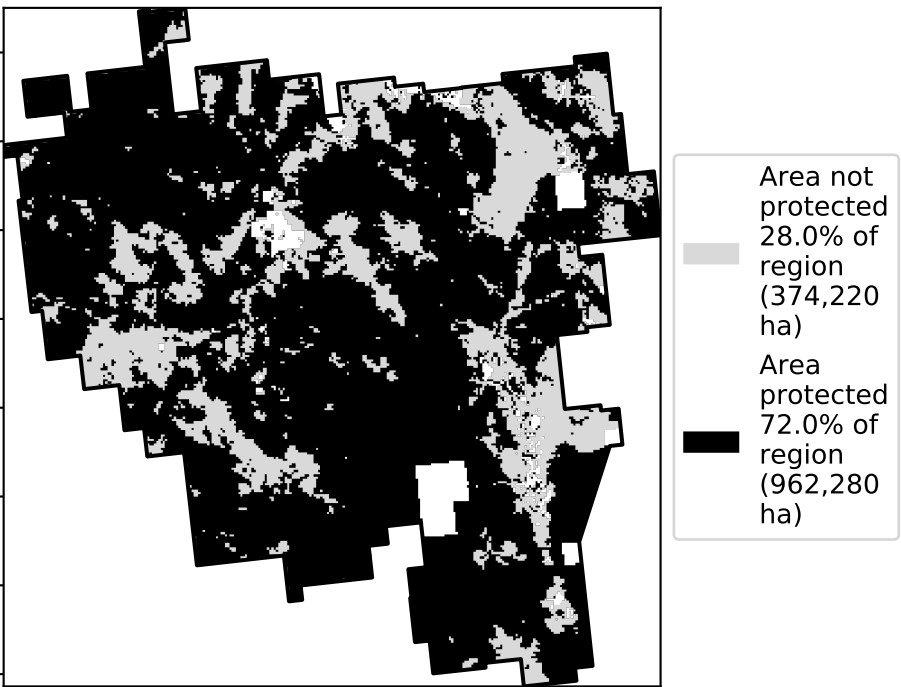 Area not
protected
28.0% of
region
(374,220
ha)
Area
protected
72.0% of
region
(962,280
ha)